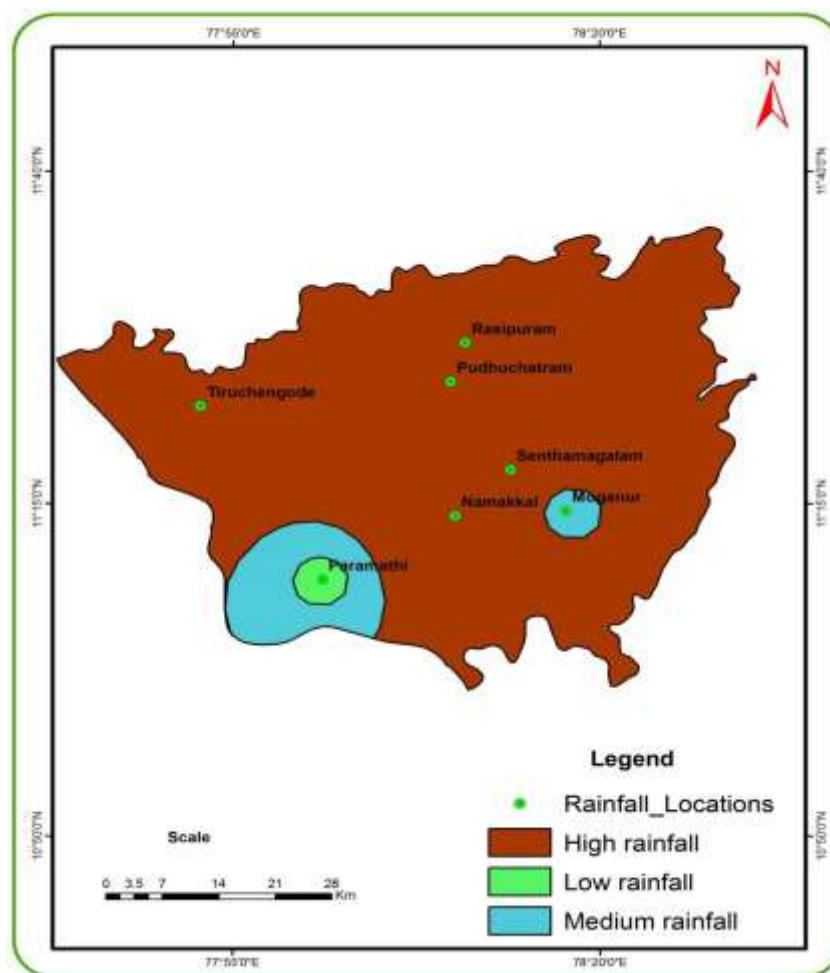 77°55'0"E 78°20'0"E
N
11°40'0"N 11°40'0"N
Rasipuram
Pudhochatram
Tiruchengode
Senthamagalam
Namakkal Moganur
11°15'0"N 11°15'0"N
Paramathi
Legend
Rainfall_Locations
Scale
High rainfall
10°50'0"N 10°50'0"N
0 3.5 7 14 21 28
Km
Low rainfall
Medium rainfall
77°55'0"E 78°20'0"E